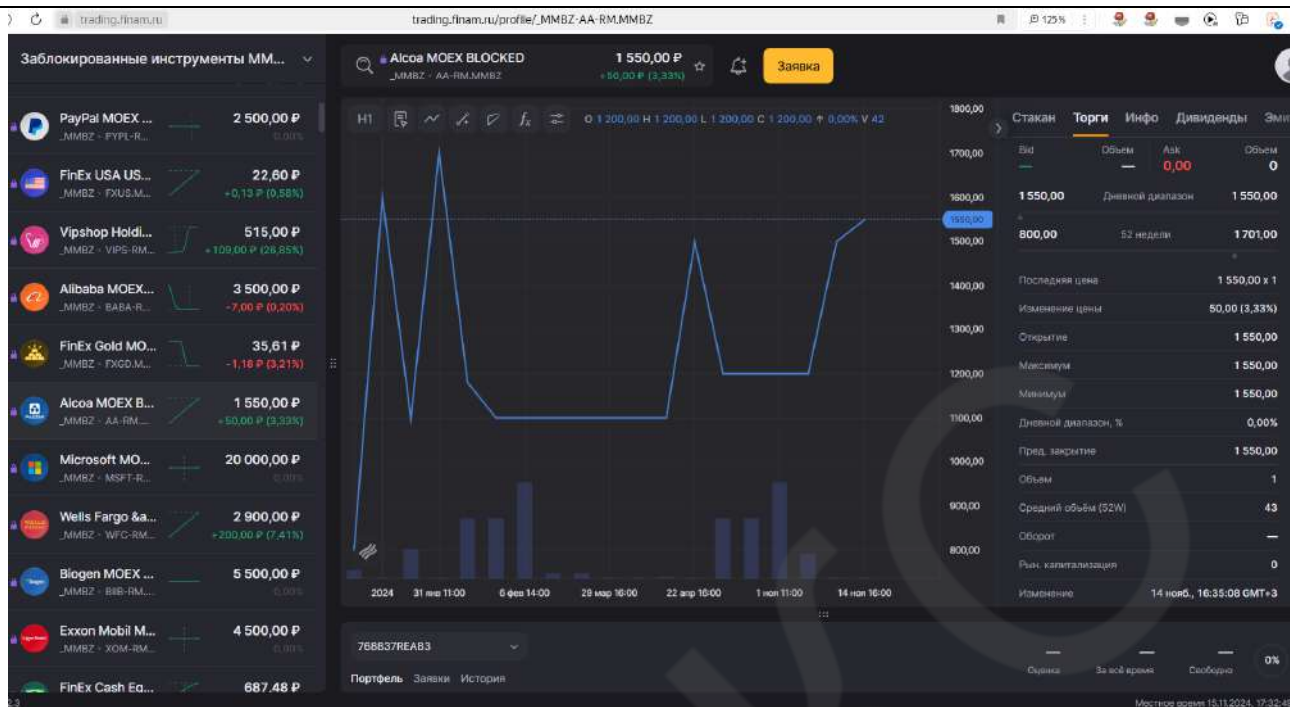 trading.finam.ru
trading.finam.ru/profile/_MMBZ-AA-RM.MMBZ
125%
Заблокированные инструменты ММ...
Alcoa MOEX BLOCKED
_MMBZ · AA-RM.MMBZ
1 550,00 ₽
+50,00 ₽ (3,33%)
Заявка
PayPal MOEX ...
2 500,00 ₽
_MMBZ · PYPL-R...
0,00%
FinEx USA US...
22,60 ₽
_MMBZ · FXUS.M...
+0,13 ₽ (0,58%)
Vipshop Holdi...
515,00 ₽
_MMBZ · VIPS-RM...
+109,00 ₽ (26,85%)
Alibaba MOEX...
3 500,00 ₽
_MMBZ · BABA-R...
-7,00 ₽ (0,20%)
FinEx Gold MO...
35,61 ₽
_MMBZ · FXGD.M...
-1,18 ₽ (3,21%)
Alcoa MOEX B...
1 550,00 ₽
_MMBZ · AA-RM....
+50,00 ₽ (3,33%)
Microsoft MO...
20 000,00 ₽
_MMBZ · MSFT-R...
0,00%
Wells Fargo &a...
2 900,00 ₽
_MMBZ · WFC-RM...
+200,00 ₽ (7,41%)
Biogen MOEX ...
5 500,00 ₽
_MMBZ · BIIB-RM....
0,00%
Exxon Mobil M...
4 500,00 ₽
_MMBZ · XOM-RM...
0,00%
FinEx Cash Eq...
687,48 ₽
H1
fx
O 1 200,00 H 1 200,00 L 1 200,00 C 1 200,00 0,00% V 42
1800,00
1700,00
1600,00
1550,00
1500,00
1400,00
1300,00
1200,00
1100,00
1000,00
900,00
800,00
2024
31 янв 11:00
6 фев 14:00
29 мар 16:00
22 апр 16:00
1 ноя 11:00
14 ноя 16:00
Стакан Торги Инфо Дивиденды Эми
Bid Объем Ask Объем
— — 0,00 0
1 550,00 Дневной диапазон 1 550,00
800,00 52 недели 1 701,00
Последняя цена 1 550,00 x 1
Изменение цены 50,00 (3,33%)
Открытие 1 550,00
Максимум 1 550,00
Минимум 1 550,00
Дневной диапазон, % 0,00%
Пред. закрытие 1 550,00
Объем 1
Средний объём (52W) 43
Оборот —
Рын. капитализация 0
Изменение 14 нояб., 16:35:08 GMT+3
768837REAB3
Портфель Заявки История
— — —
Оценка За всё время Свободно
0%
Местное время 15.11.2024, 17:32:4